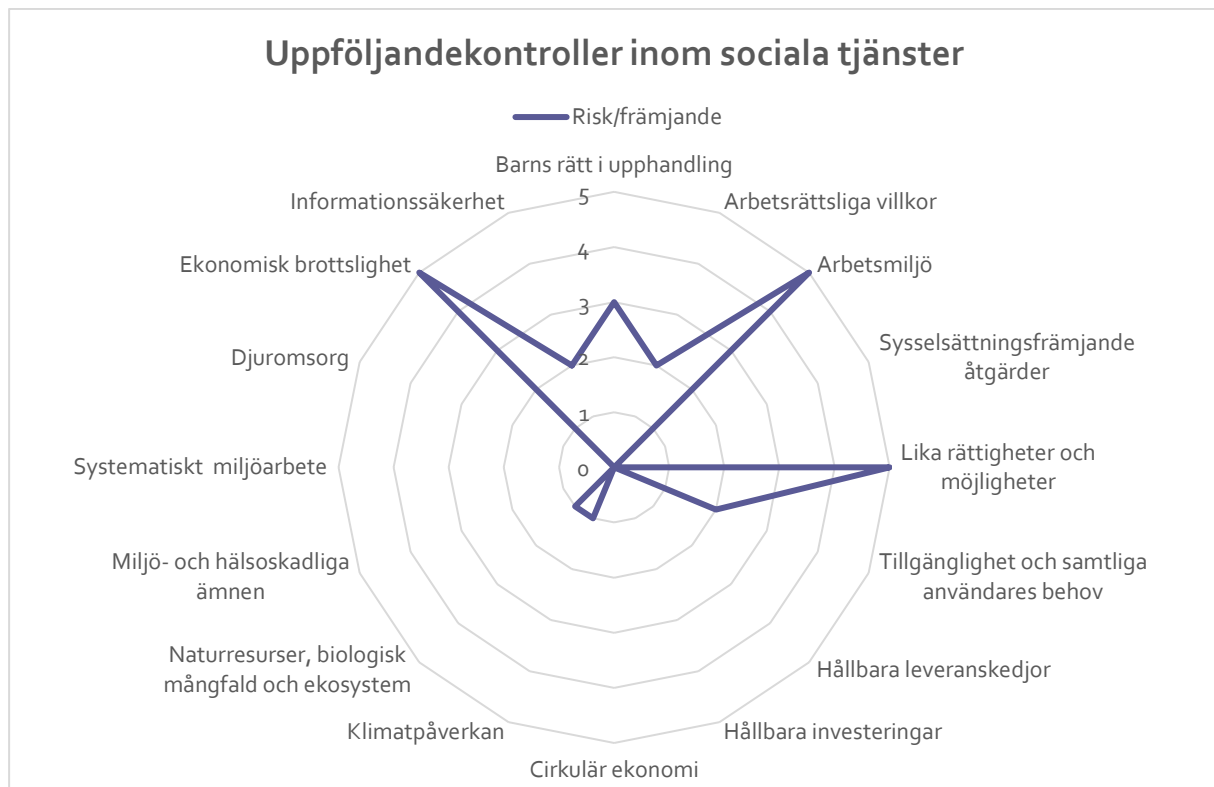 Uppföljandekontroller inom sociala tjänster
Risk/främjande
Barns rätt i upphandling
Arbetsrättsliga villkor
Arbetsmiljö
Sysselsättningsfrämjande
åtgärder
Lika rättigheter och
möjligheter
Tillgänglighet och samtliga
användares behov
Hållbara leveranskedjor
Hållbara investeringar
Cirkulär ekonomi
Klimatpåverkan
Naturresurser, biologisk
mångfald och ekosystem
Miljö- och hälsoskadliga
ämnen
Systematiskt miljöarbete
Djuromsorg
Ekonomisk brottslighet
Informationssäkerhet
5
4
3
2
1
0